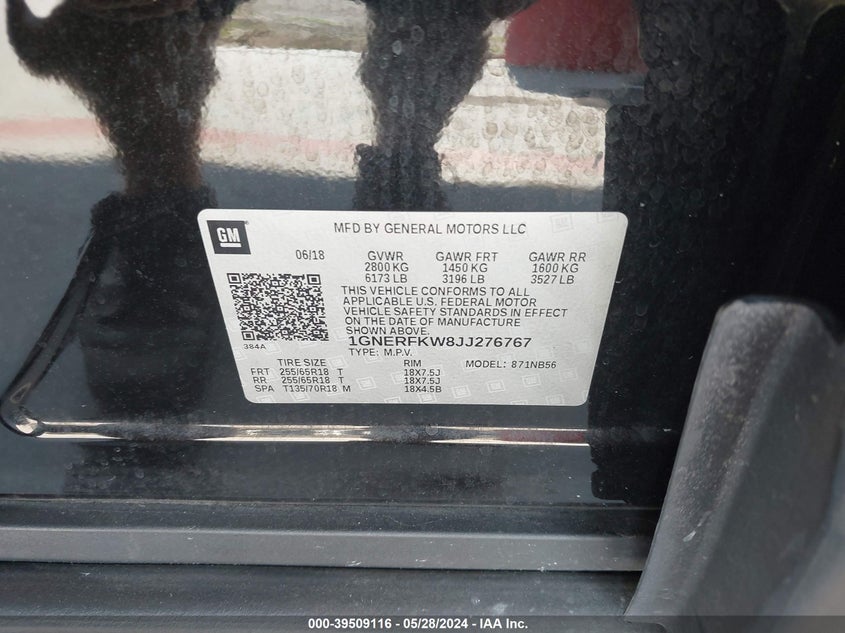 GM
MFD BY GENERAL MOTORS LLC
06/18 GVWR GAWR FRT GAWR RR
2800 KG 1450 KG 1600 KG
6173 LB 3196 LB 3527 LB
THIS VEHICLE CONFORMS TO ALL
APPLICABLE U.S. FEDERAL MOTOR
VEHICLE SAFETY STANDARDS IN EFFECT
ON THE DATE OF MANUFACTURE
SHOWN ABOVE.
384A 1GNERFKW8JJ276767
TYPE: M.P.V.
TIRE SIZE RIM MODEL: 871NB56
FRT 255/65R18 T 18X7.5J
RR 255/65R18 T 18X7.5J
SPA T135/70R18 M 18X4.5B
000-39509116 - 05/28/2024 - IAA Inc.